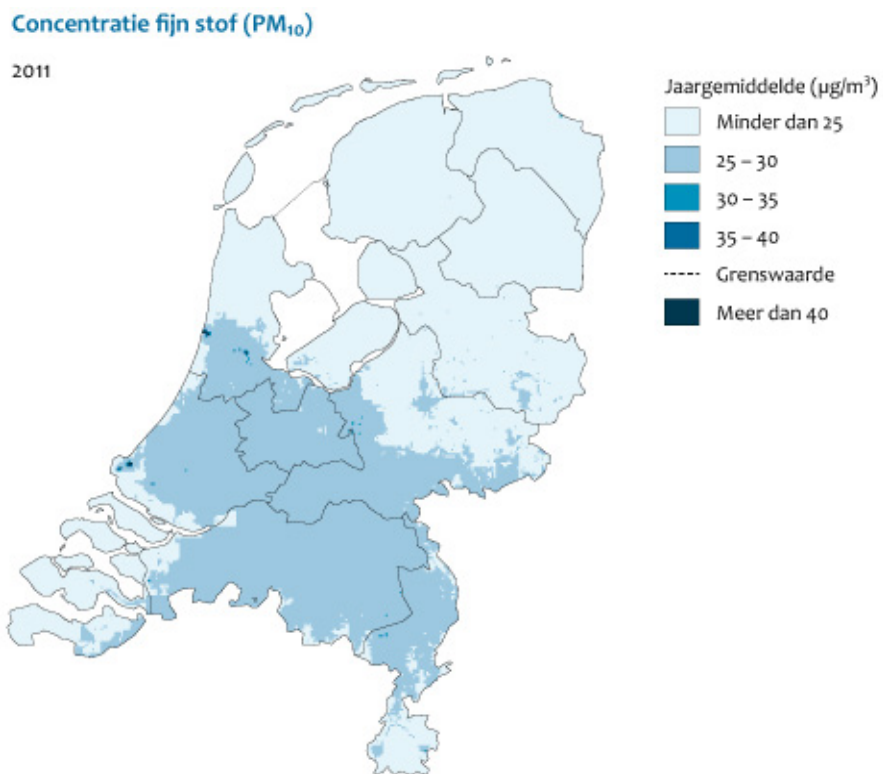 Concentratie fijn stof (PM₁₀)
2011
Jaargemiddelde (µg/m³)
Minder dan 25
25 – 30
30 – 35
35 – 40
Grenswaarde
Meer dan 40